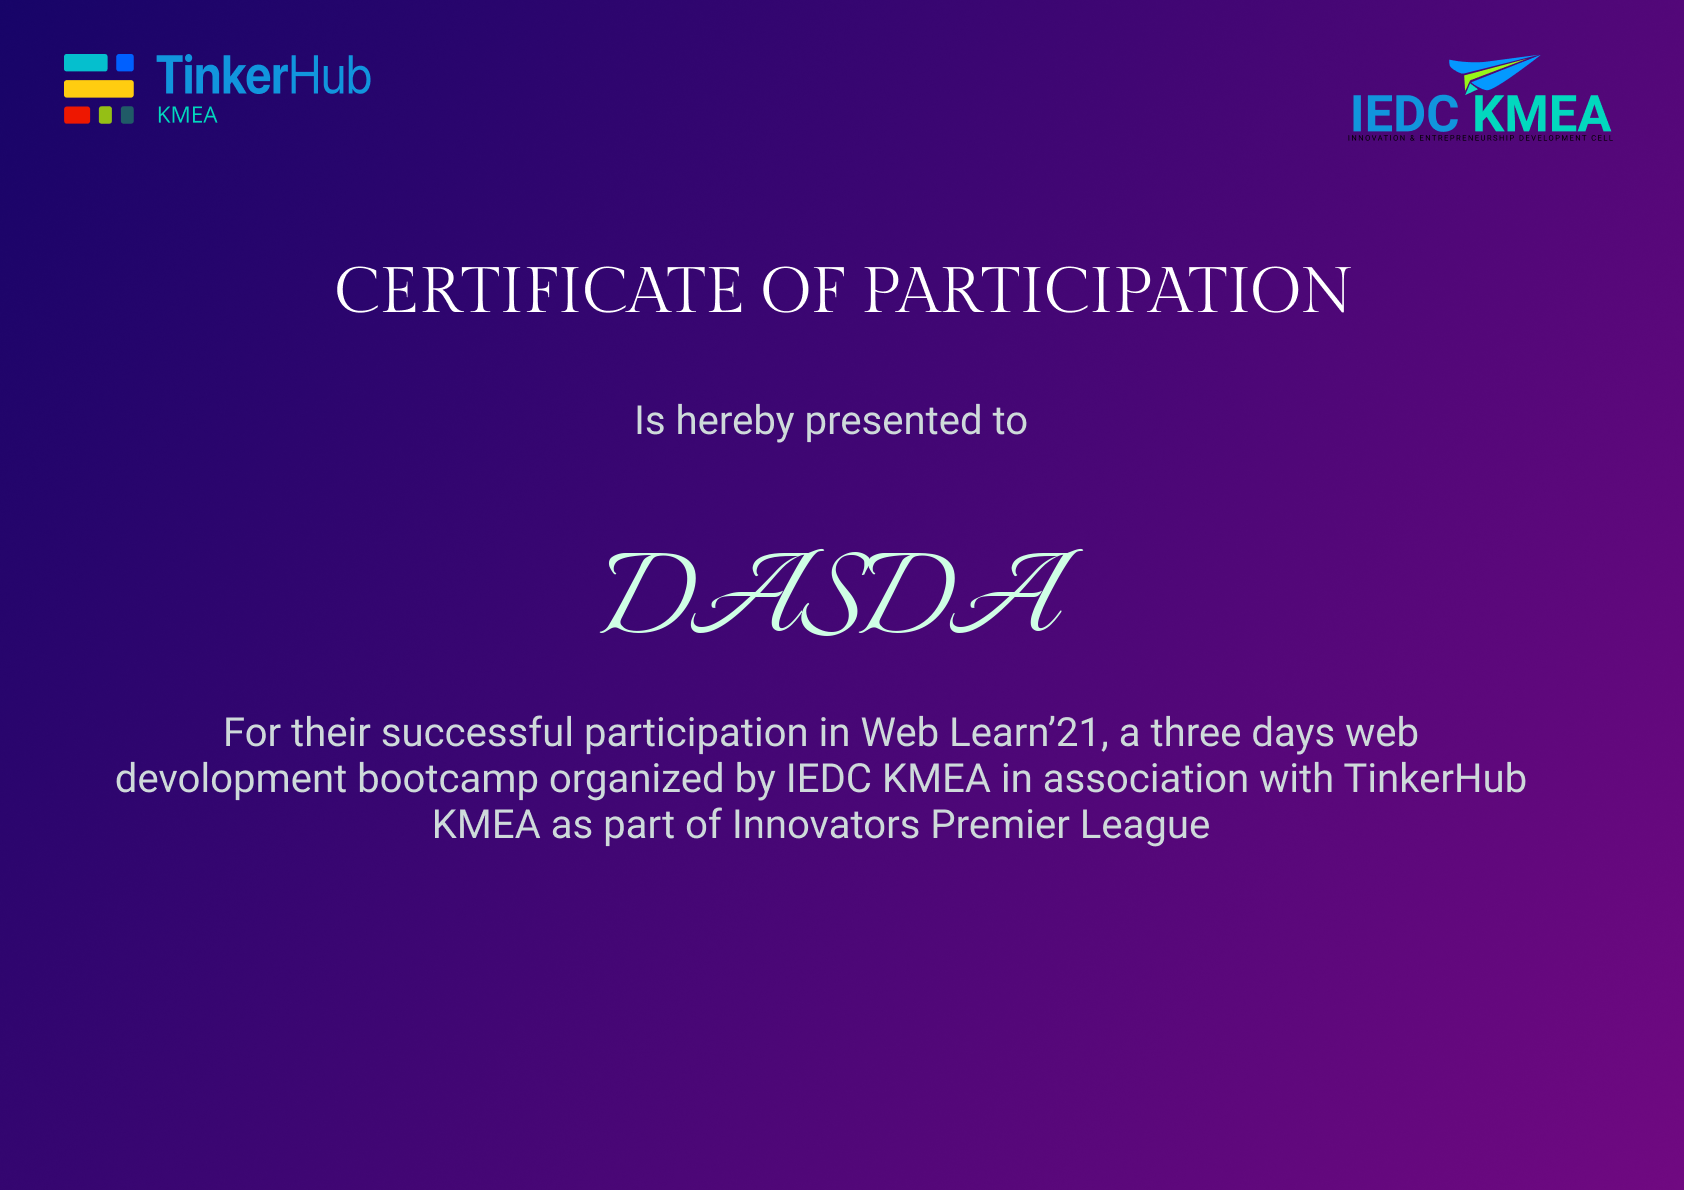 TinkerHub
KMEA
IEDC KMEA
INNOVATION & ENTREPRENEURSHIP DEVELOPMENT CELL
CERTIFICATE OF PARTICIPATION
Is hereby presented to
DASDA
For their successful participation in Web Learn’21, a three days web
devolopment bootcamp organized by IEDC KMEA in association with TinkerHub
KMEA as part of Innovators Premier League